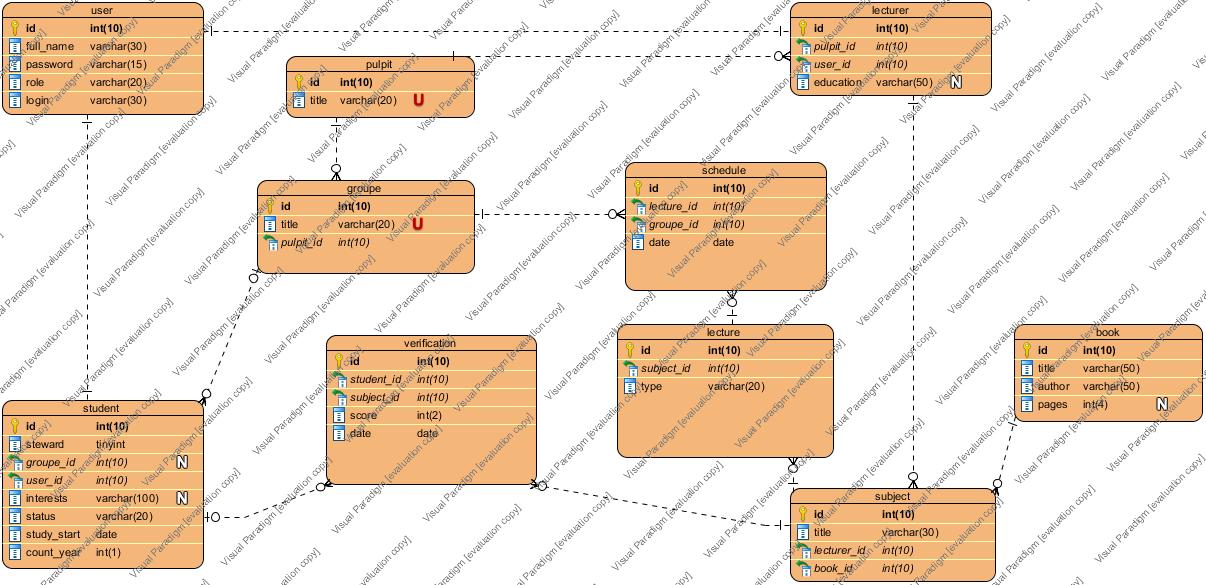 user
id int(10)
full_name varchar(30)
password varchar(15)
role varchar(20)
login varchar(30)
lecturer
id int(10)
pulpit_id int(10)
user_id int(10)
education varchar(50) N
pulpit
id int(10)
title varchar(20) U
groupe
id int(10)
title varchar(20) U
pulpit_id int(10)
schedule
id int(10)
lecture_id int(10)
groupe_id int(10)
date date
verification
id int(10)
student_id int(10)
subject_id int(10)
score int(2)
date date
lecture
id int(10)
subject_id int(10)
type varchar(20)
book
id int(10)
title varchar(50)
author varchar(50)
pages int(4) N
student
id int(10)
steward tinyint
groupe_id int(10) N
user_id int(10)
interests varchar(100) N
status varchar(20)
study_start date
count_year int(1)
subject
id int(10)
title varchar(30)
lecturer_id int(10)
book_id int(10)
Visual Paradigm [evaluation copy]